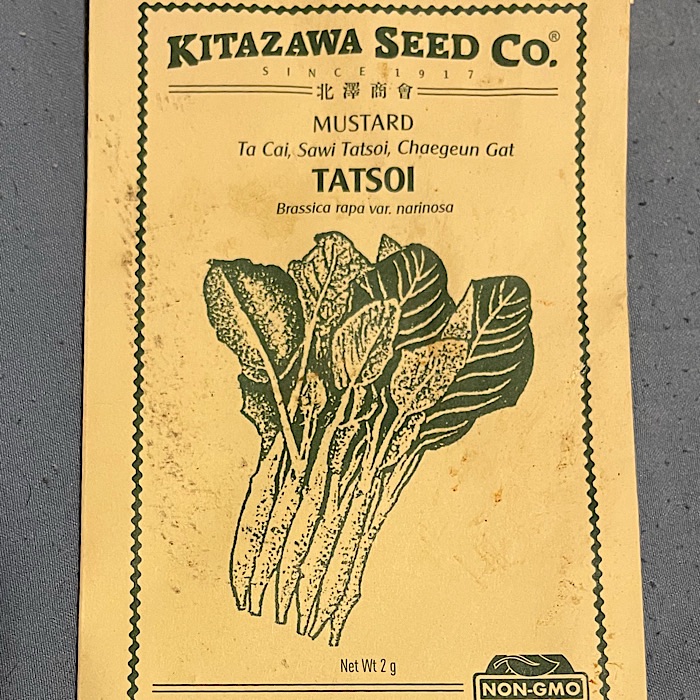 KITAZAWA SEED CO.®
SINCE 1917
北澤商會
MUSTARD
Ta Cai, Sawi Tatsoi, Chaegeun Gat
TATSOI
Brassica rapa var. narinosa
Net Wt 2 g
NON-GMO